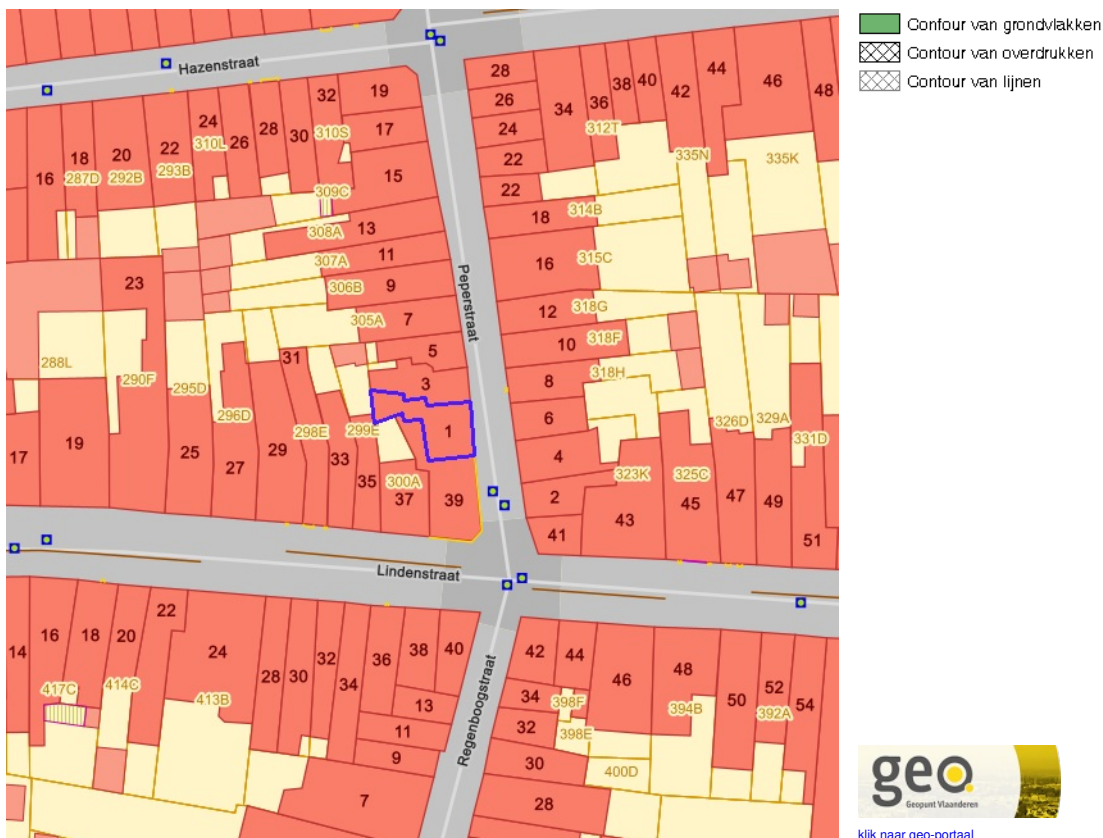 Contour van grondvlakken
Contour van overdrukken
Contour van lijnen
Hazenstraat
Peperstraat
Lindenstraat
Regenboogstraat
16
18
287D
20
292B
22
293B
24
310L
26
28
30
32
310S
19
17
15
309C
13
308A
11
307A
9
306B
7
305A
5
3
1
23
288L
290F
295D
296D
31
298E
299E
300A
17
19
25
27
29
33
35
37
39
28
26
24
22
22
34
36
38
40
42
44
46
48
312T
335N
335K
18
314B
16
315C
12
318G
10
318F
8
318H
6
4
2
41
323K
43
325C
45
326D
47
329A
49
331D
51
14
16
18
20
22
24
417C
414C
413B
28
30
32
34
36
38
40
13
11
9
7
42
44
46
48
50
52
54
34
398F
32
398E
30
400D
28
394B
392A
geo
Geopunt Vlaanderen
klik naar geo-portaal